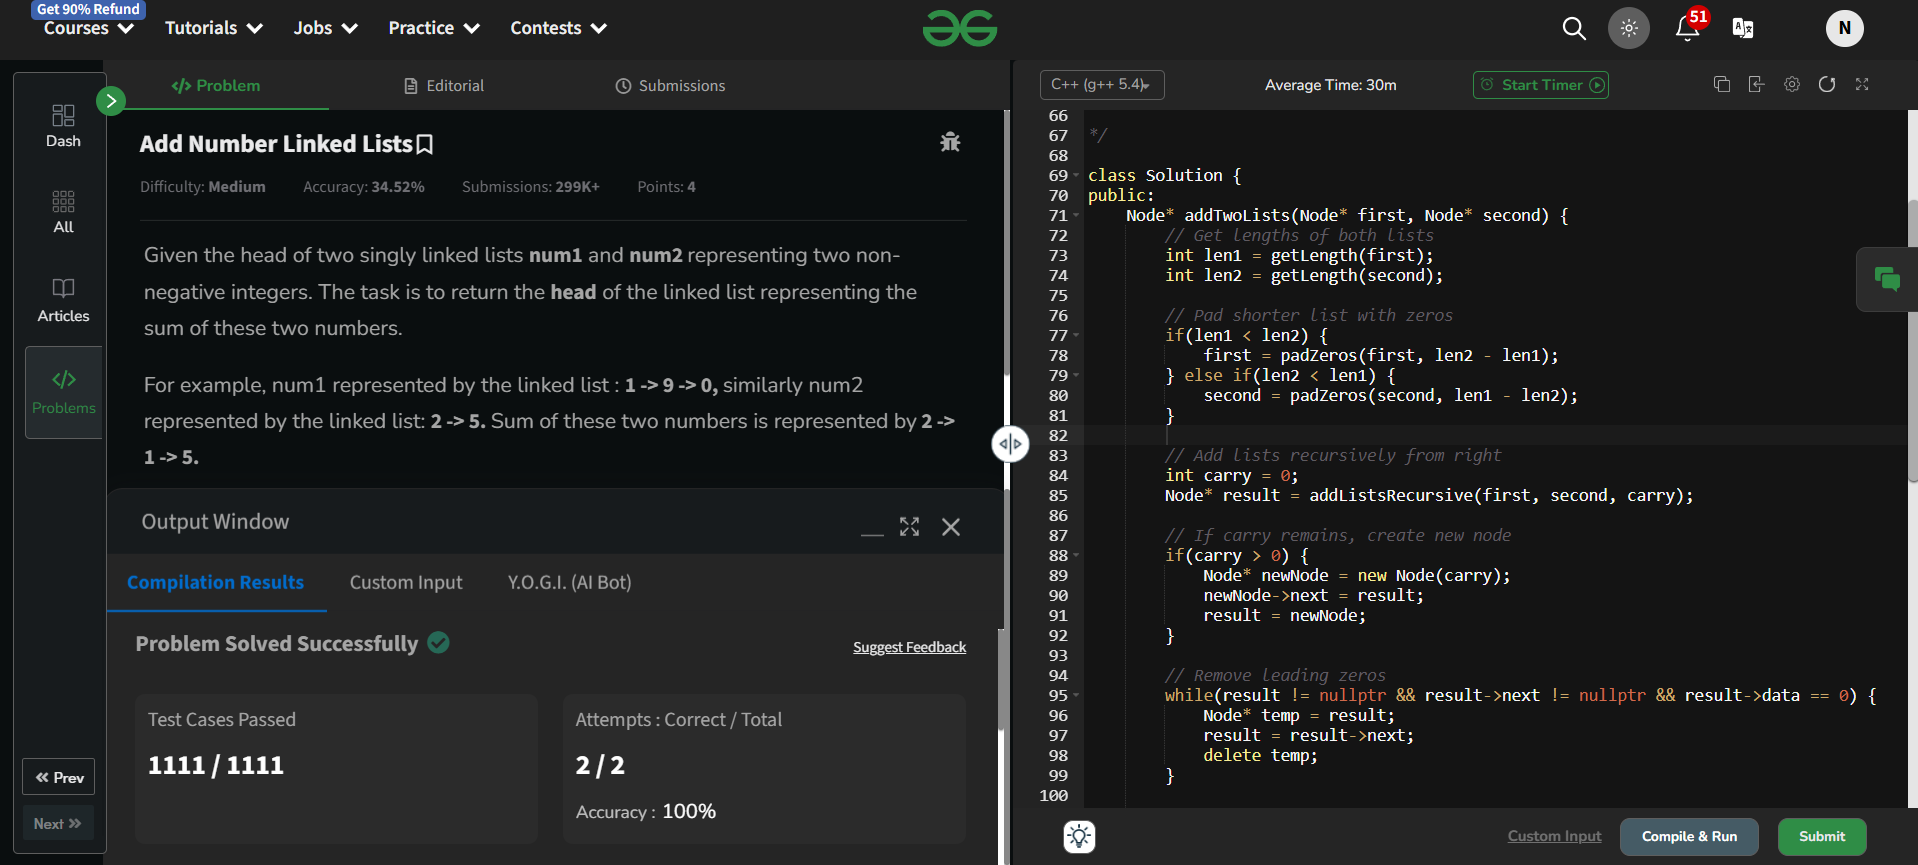 Get 90% Refund
Courses
Tutorials
Jobs
Practice
Contests
51
N
Dash
All
Articles
Problems
Prev
Next
Problem
Editorial
Submissions
Add Number Linked Lists
Difficulty: Medium Accuracy: 34.52% Submissions: 299K+ Points: 4
Given the head of two singly linked lists num1 and num2 representing two non-
negative integers. The task is to return the head of the linked list representing the
sum of these two numbers.
For example, num1 represented by the linked list : 1 -> 9 -> 0, similarly num2
represented by the linked list: 2 -> 5. Sum of these two numbers is represented by 2 ->
1 -> 5.
Output Window
Compilation Results
Custom Input
Y.O.G.I. (AI Bot)
Problem Solved Successfully
Suggest Feedback
Test Cases Passed
1111 / 1111
Attempts : Correct / Total
2 / 2
Accuracy : 100%
C++ (g++ 5.4)
Average Time: 30m
Start Timer
66
67 */
68
69 class Solution {
70 public:
71 Node* addTwoLists(Node* first, Node* second) {
72 // Get lengths of both lists
73 int len1 = getLength(first);
74 int len2 = getLength(second);
75
76 // Pad shorter list with zeros
77 if(len1 < len2) {
78 first = padZeros(first, len2 - len1);
79 } else if(len2 < len1) {
80 second = padZeros(second, len1 - len2);
81 }
82
83 // Add lists recursively from right
84 int carry = 0;
85 Node* result = addListsRecursive(first, second, carry);
86
87 // If carry remains, create new node
88 if(carry > 0) {
89 Node* newNode = new Node(carry);
90 newNode->next = result;
91 result = newNode;
92 }
93
94 // Remove leading zeros
95 while(result != nullptr && result->next != nullptr && result->data == 0) {
96 Node* temp = result;
97 result = result->next;
98 delete temp;
99 }
100
Custom Input
Compile & Run
Submit